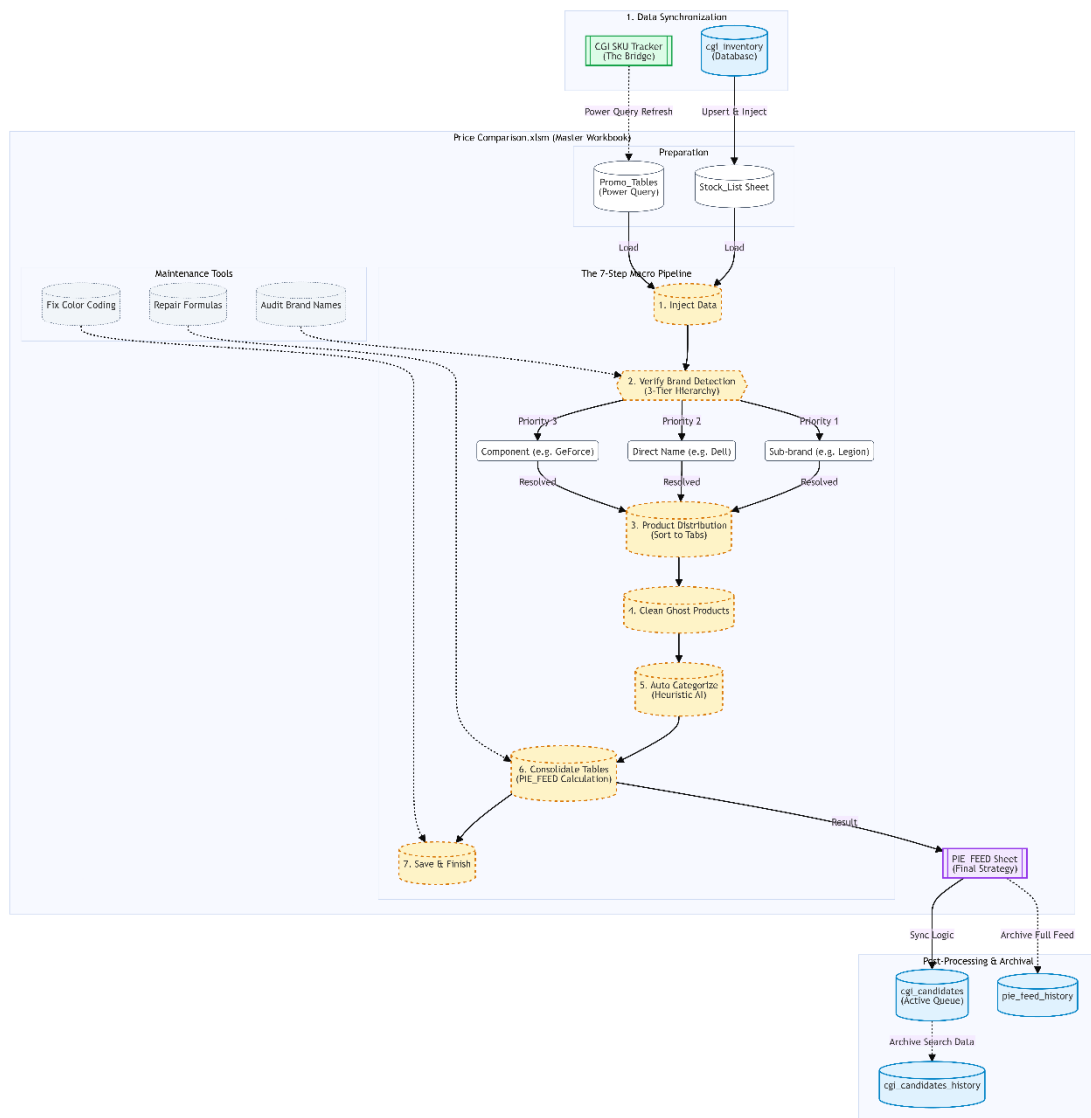 1. Data Synchronization
CGI SKU Tracker
(The Bridge)
cgi_inventory
(Database)
Power Query Refresh
Upsert & Inject
Price Comparison.xlsm (Master Workbook)
Preparation
Promo_Tables
(Power Query)
Stock_List Sheet
Load
Load
Maintenance Tools
The 7-Step Macro Pipeline
Fix Color Coding
Repair Formulas
Audit Brand Names
1. Inject Data
2. Verify Brand Detection
(3-Tier Hierarchy)
Priority 3
Priority 2
Priority 1
Component (e.g. GeForce)
Direct Name (e.g. Dell)
Sub-brand (e.g. Legion)
Resolved
Resolved
Resolved
3. Product Distribution
(Sort to Tabs)
4. Clean Ghost Products
5. Auto Categorize
(Heuristic AI)
6. Consolidate Tables
(PIE_FEED Calculation)
Result
7. Save & Finish
PIE_FEED Sheet
(Final Strategy)
Sync Logic
Archive Full Feed
Post-Processing & Archival
cgi_candidates
(Active Queue)
pie_feed_history
Archive Search Data
cgi_candidates_history